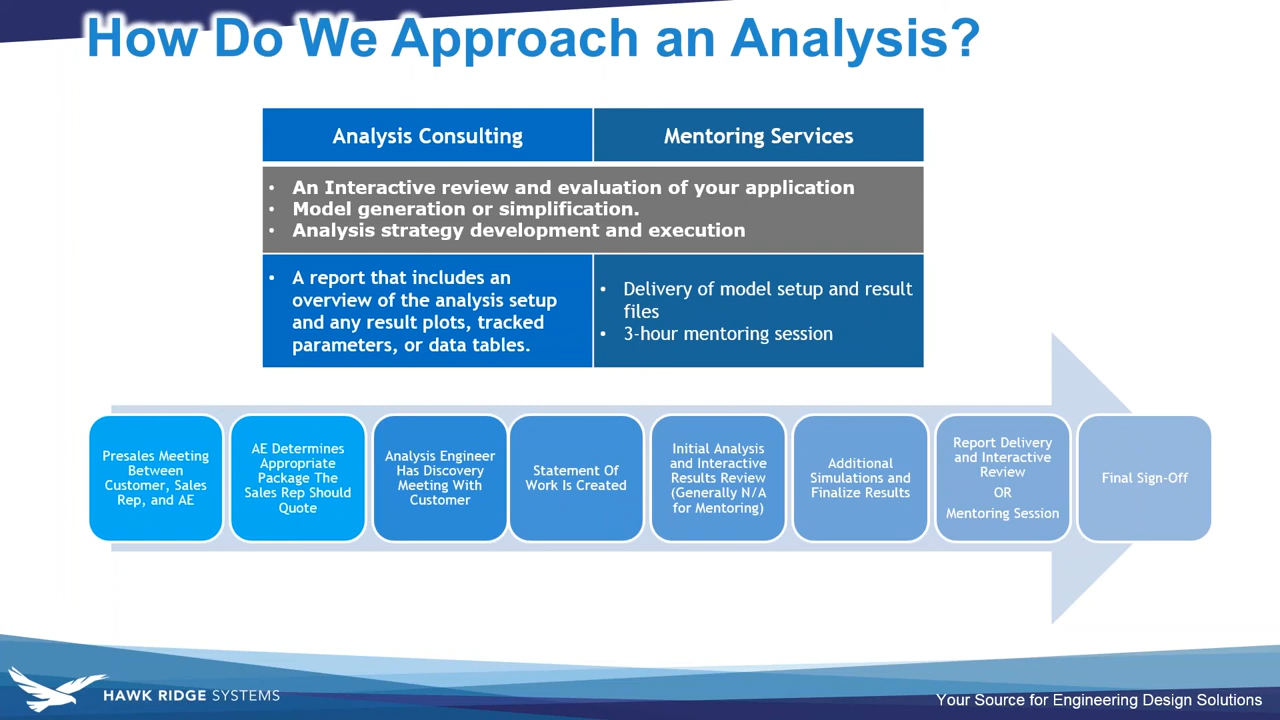 How Do We Approach an Analysis?
Analysis Consulting
Mentoring Services
• An Interactive review and evaluation of your application
• Model generation or simplification.
• Analysis strategy development and execution
• A report that includes an
overview of the analysis setup
and any result plots, tracked
parameters, or data tables.
• Delivery of model setup and result
files
• 3-hour mentoring session
Presales Meeting
Between
Customer, Sales
Rep, and AE
AE Determines
Appropriate
Package The
Sales Rep Should
Quote
Analysis Engineer
Has Discovery
Meeting With
Customer
Statement Of
Work Is Created
Initial Analysis
and Interactive
Results Review
(Generally N/A
for Mentoring)
Additional
Simulations and
Finalize Results
Report Delivery
and Interactive
Review
OR
Mentoring Session
Final Sign-Off
HAWK RIDGE SYSTEMS
Your Source for Engineering Design Solutions